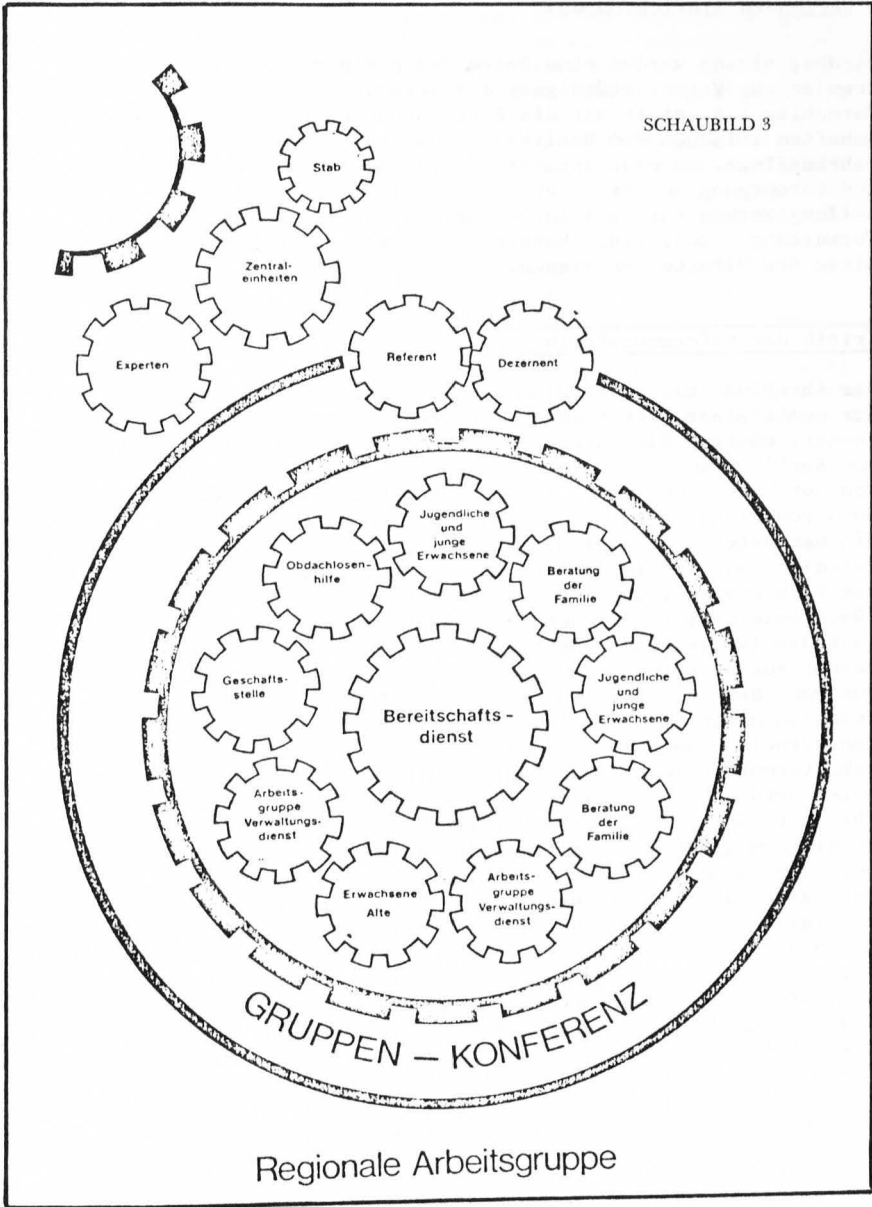 SCHAUBILD 3
Stab
Zentral-
einheiten
Experten
Referent
Dezernent
Jugendliche
und
junge
Erwachsene
Obdachlosen-
hilfe
Beratung
der
Familie
Geschafts-
stelle
Bereitschafts -
dienst
Jugendliche
und
junge
Erwachsene
Arbeits-
gruppe
Verwaltungs-
dienst
Beratung
der
Familie
Erwachsene
Alte
Arbeits-
gruppe
Verwaltungs-
dienst
GRUPPEN – KONFERENZ
Regionale Arbeitsgruppe